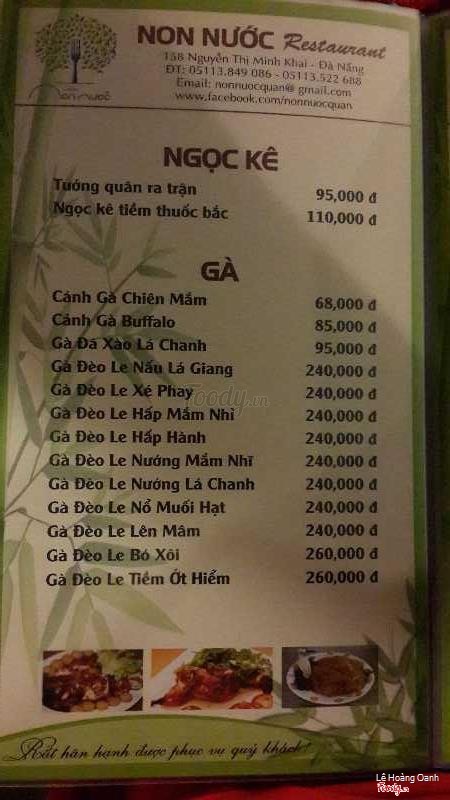 NON NƯỚC Restaurant
158 Nguyễn Thị Minh Khai - Đà Nẵng
ĐT: 05113.849 086 - 05113.522 688
Email: nonnuocquan@ gmail.com
www.facebook.com/nonnuocquan
Non nước
NGỌC KÊ
Tướng quân ra trận 95,000 đ
Ngọc kê tiềm thuốc bắc 110,000 đ
GÀ
Cánh Gà Chiên Mắm 68,000 đ
Cánh Gà Buffalo 85,000 đ
Gà Đá Xào Lá Chanh 95,000 đ
Gà Đèo Le Nấu Lá Giang 240,000 đ
Gà Đèo Le Xé Phay 240,000 đ
Foody.vn
Gà Đèo Le Hấp Mắm Nhỉ 240,000 đ
Gà Đèo Le Hấp Hành 240,000 đ
Gà Đèo Le Nướng Mắm Nhĩ 240,000 đ
Gà Đèo Le Nướng Lá Chanh 240,000 đ
Gà Đèo Le Nổ Muối Hạt 240,000 đ
Gà Đèo Le Lên Mâm 240,000 đ
Gà Đèo Le Bó Xôi 260,000 đ
Gà Đèo Le Tiềm Ớt Hiểm 260,000 đ
Rất hân hạnh được phục vụ quý khách!
Lê Hoàng Oanh
Foody.vn